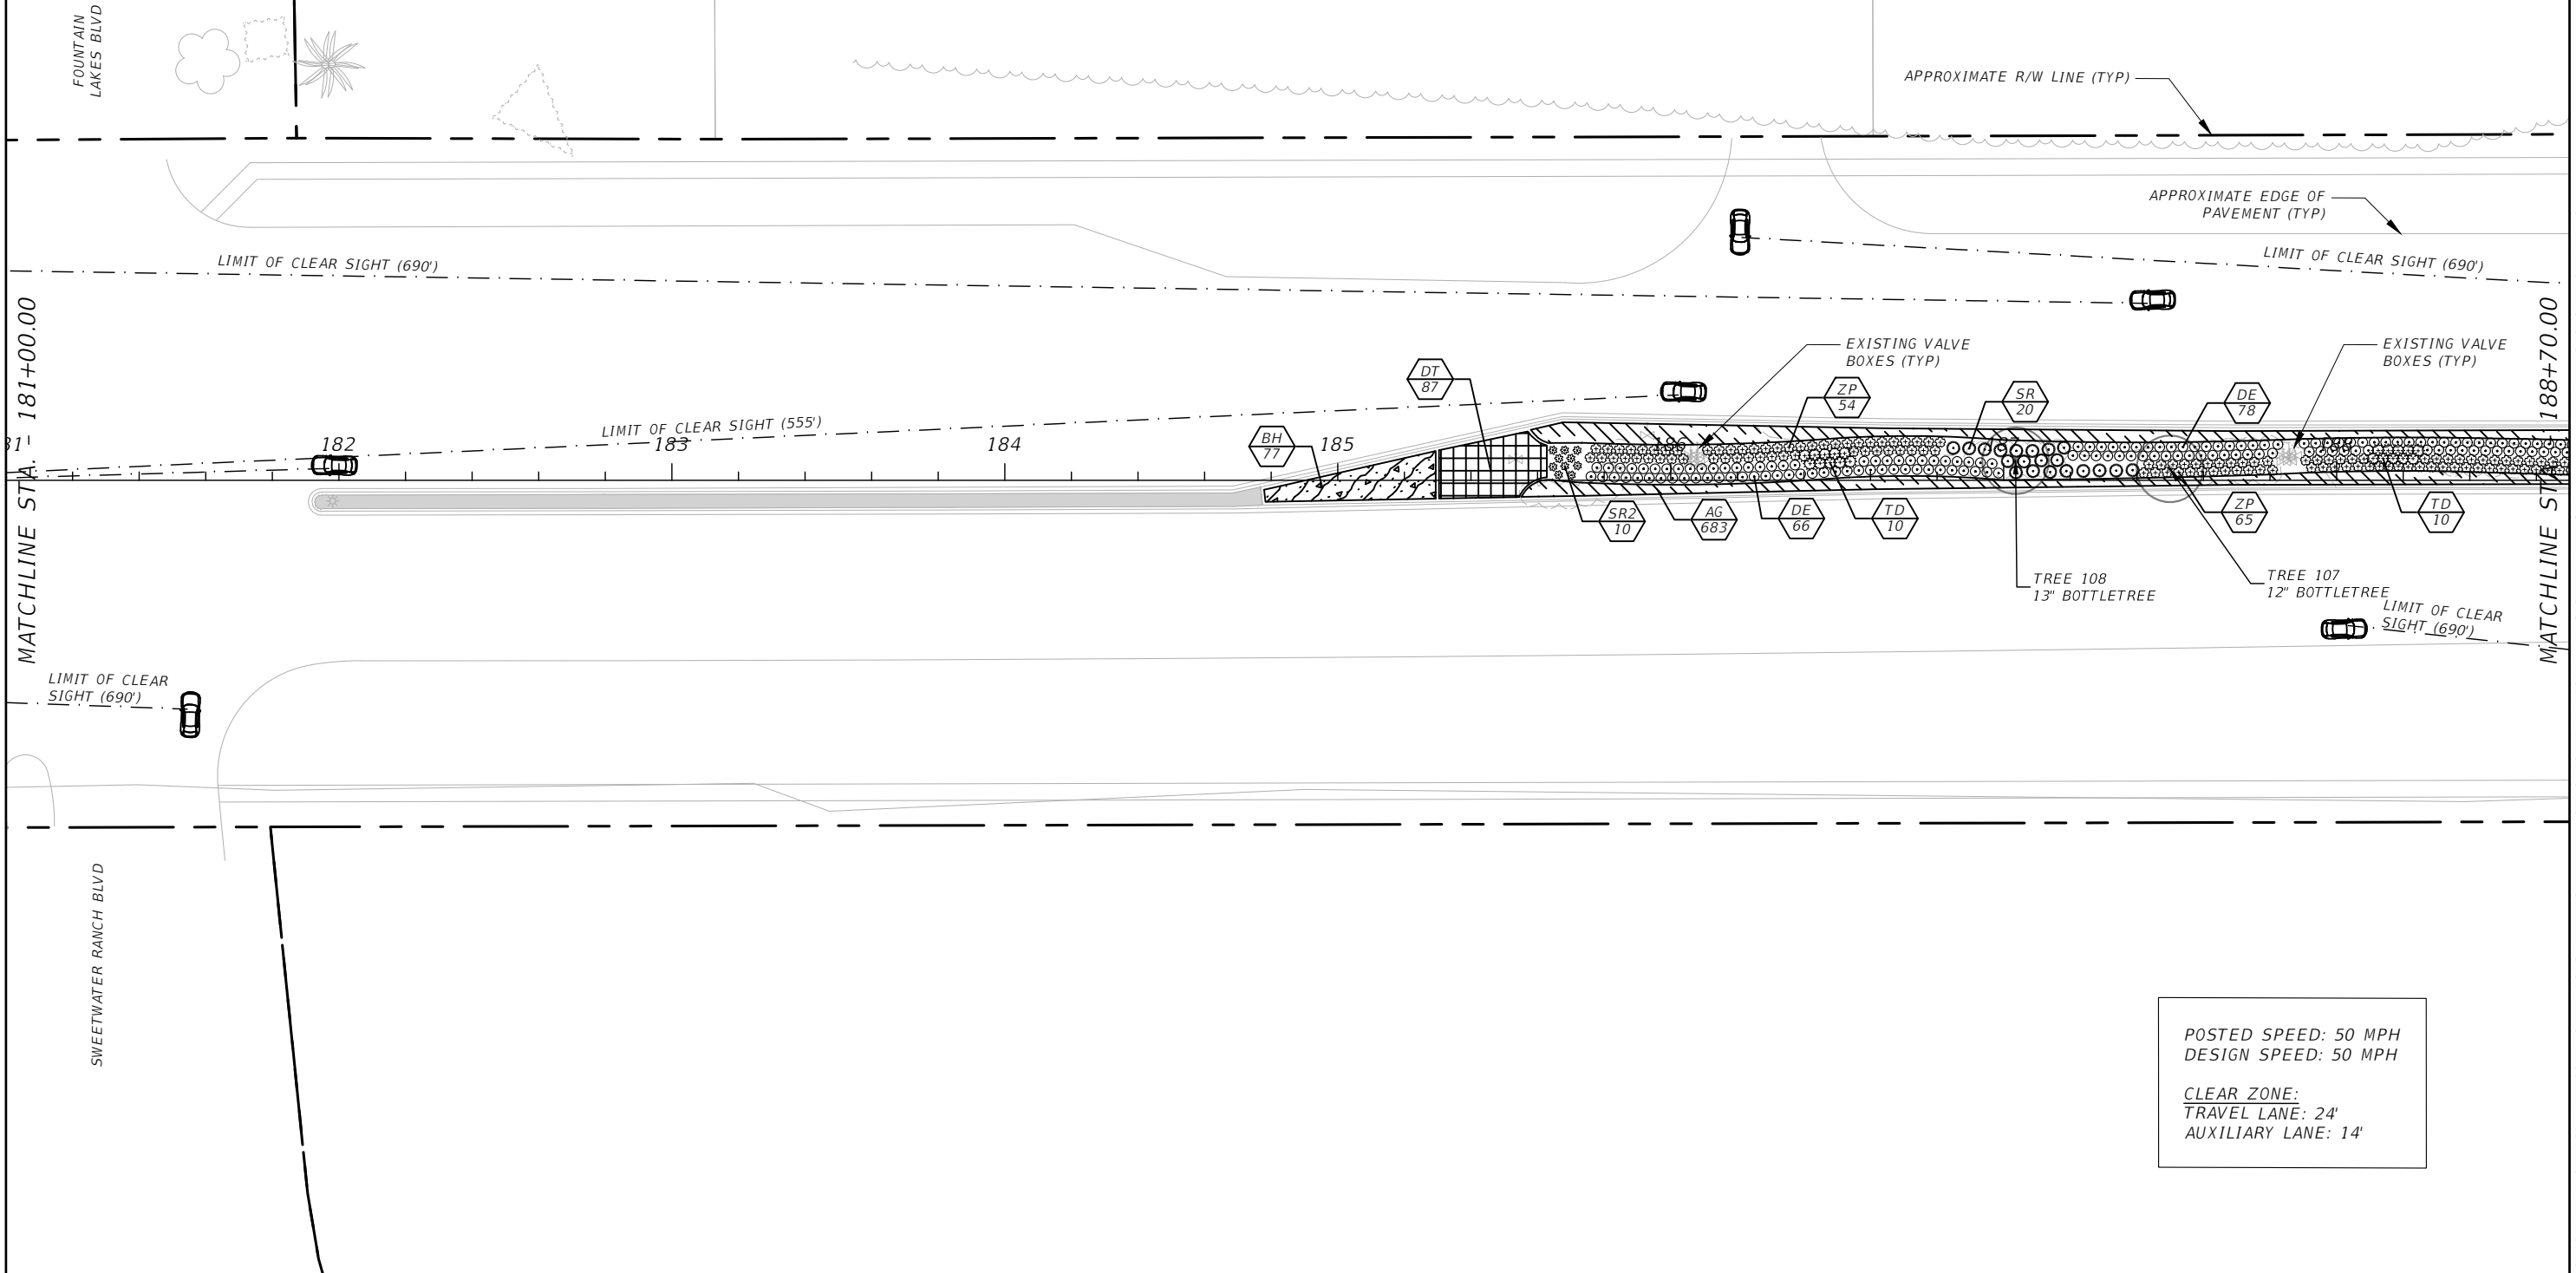 FOUNTAIN
LAKES BLVD
APPROXIMATE R/W LINE (TYP)
APPROXIMATE EDGE OF
PAVEMENT (TYP)
LIMIT OF CLEAR SIGHT (690')
LIMIT OF CLEAR SIGHT (690')
MATCHLINE STA. - 181+00.00
MATCHLINE STA. - 188+70.00
EXISTING VALVE
BOXES (TYP)
EXISTING VALVE
BOXES (TYP)
DT
87
ZP
54
SR
20
DE
78
LIMIT OF CLEAR SIGHT (555')
BH
77
182
183
184
185
186
187
188
SR2
10
AG
683
DE
66
TD
10
ZP
65
TD
10
TREE 108
13" BOTTLETREE
TREE 107
12" BOTTLETREE
LIMIT OF CLEAR
SIGHT (690')
LIMIT OF CLEAR
SIGHT (690')
SWEETWATER RANCH BLVD
POSTED SPEED: 50 MPH
DESIGN SPEED: 50 MPH
CLEAR ZONE:
TRAVEL LANE: 24'
AUXILIARY LANE: 14'